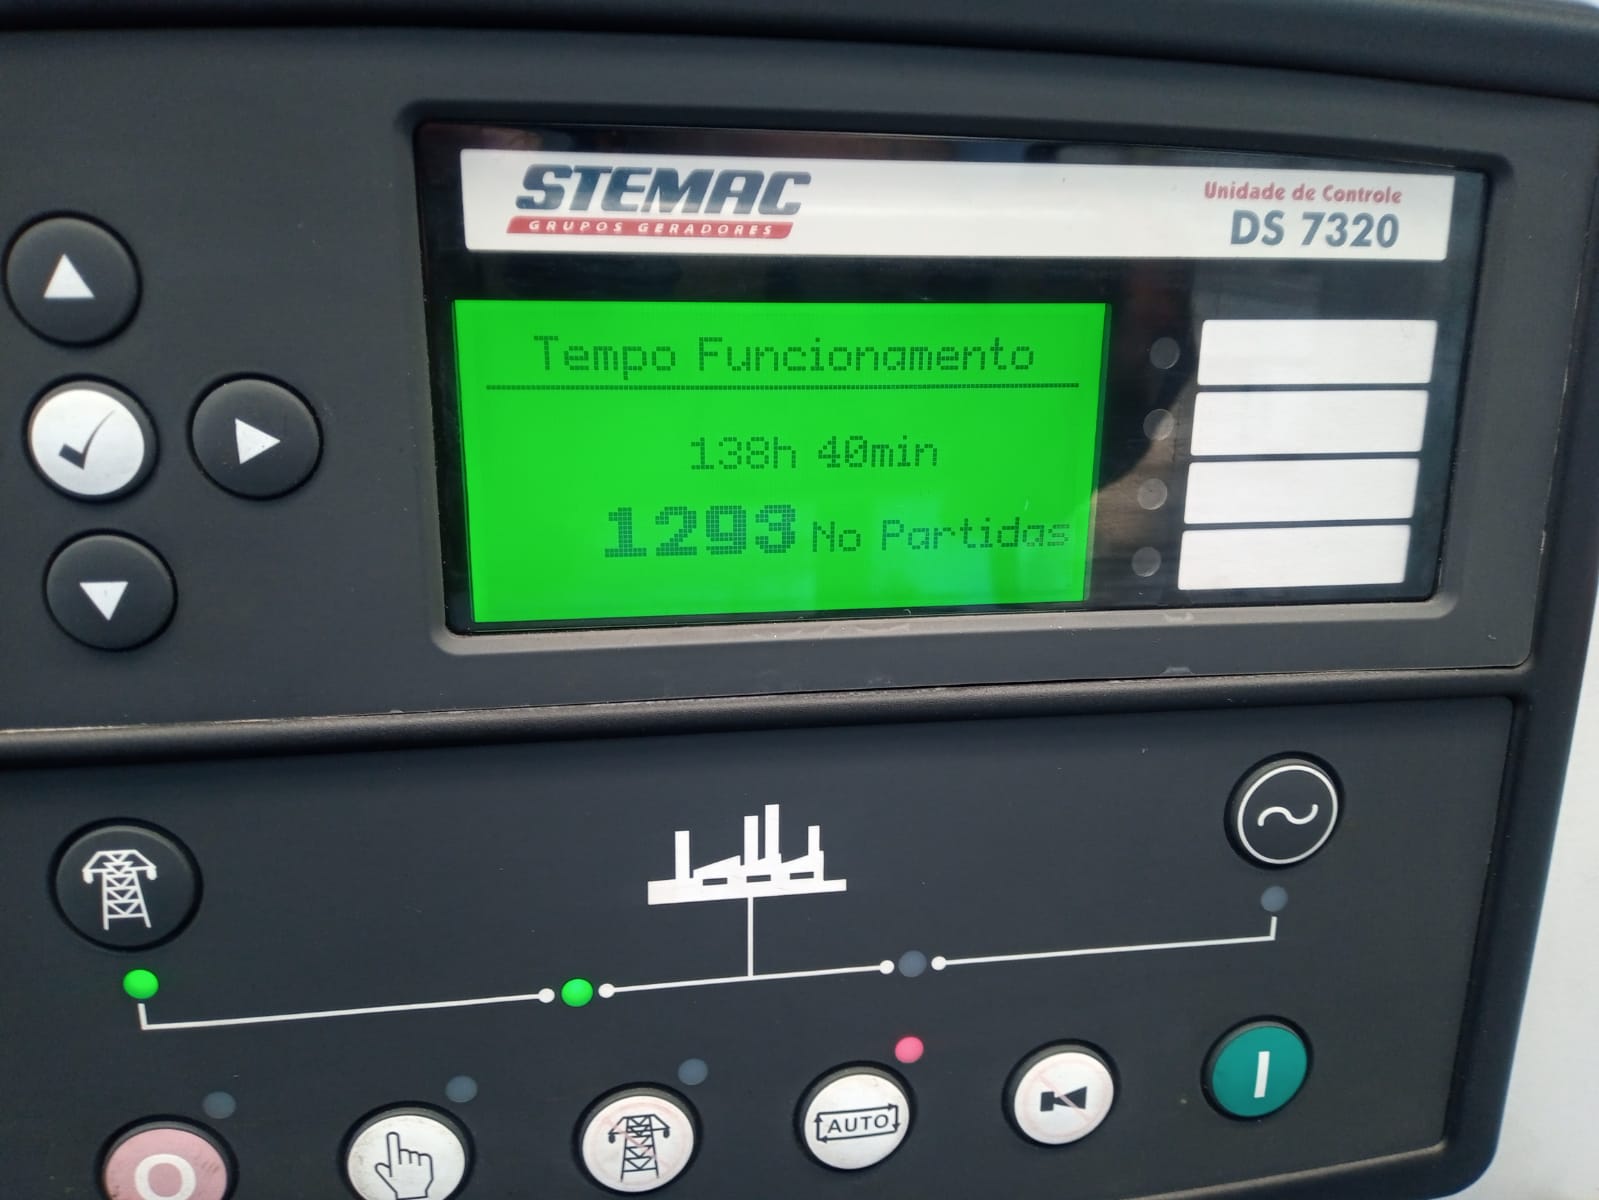 STEMAC
GRUPOS GERADORES
Unidade de Controle
DS 7320
Tempo Funcionamento
138h 40min
1293 No Partidas
AUTO